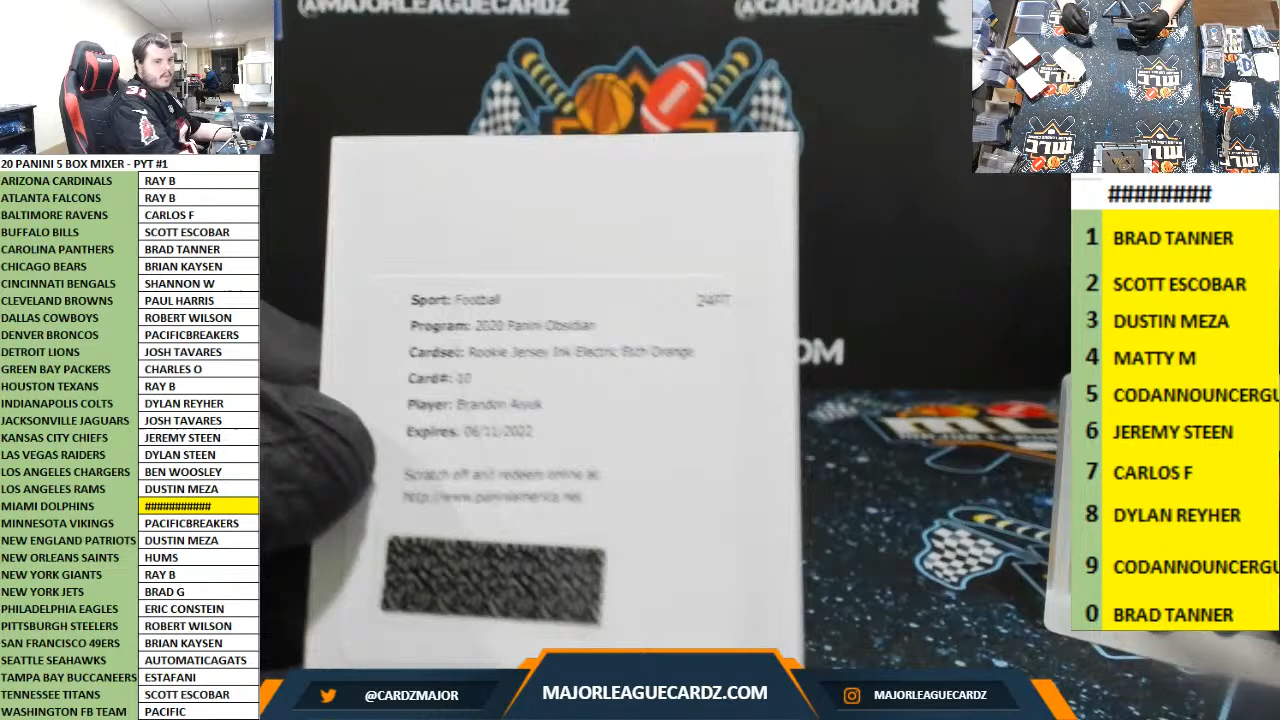 @MAJORLEAGUECARDZ
@CARDZMAJOR
20 PANINI 5 BOX MIXER - PYT #1
ARIZONA CARDINALS RAY B
ATLANTA FALCONS RAY B
BALTIMORE RAVENS CARLOS F
BUFFALO BILLS SCOTT ESCOBAR
CAROLINA PANTHERS BRAD TANNER
CHICAGO BEARS BRIAN KAYSEN
CINCINNATI BENGALS SHANNON W
CLEVELAND BROWNS PAUL HARRIS
DALLAS COWBOYS ROBERT WILSON
DENVER BRONCOS PACIFICBREAKERS
DETROIT LIONS JOSH TAVARES
GREEN BAY PACKERS CHARLES O
HOUSTON TEXANS RAY B
INDIANAPOLIS COLTS DYLAN REYHER
JACKSONVILLE JAGUARS JOSH TAVARES
KANSAS CITY CHIEFS JEREMY STEEN
LAS VEGAS RAIDERS DYLAN STEEN
LOS ANGELES CHARGERS BEN WOOSLEY
LOS ANGELES RAMS DUSTIN MEZA
MIAMI DOLPHINS ###########
MINNESOTA VIKINGS PACIFICBREAKERS
NEW ENGLAND PATRIOTS DUSTIN MEZA
NEW ORLEANS SAINTS HUMS
NEW YORK GIANTS RAY B
NEW YORK JETS BRAD G
PHILADELPHIA EAGLES ERIC CONSTEIN
PITTSBURGH STEELERS ROBERT WILSON
SAN FRANCISCO 49ERS BRIAN KAYSEN
SEATTLE SEAHAWKS AUTOMATICAGATS
TAMPA BAY BUCCANEERS ESTAFANI
TENNESSEE TITANS SCOTT ESCOBAR
WASHINGTON FB TEAM PACIFIC
Sport: Football 24PT
Program: 2020 Panini Obsidian
Cardset: Rookie Jersey Ink Electric Etch Orange
Card#: 10
Player: Brandon Aiyuk
Expires: 06/11/2022
Scratch off and redeem online at
http://www.paniniamerica.net
OM
########
1 BRAD TANNER
2 SCOTT ESCOBAR
3 DUSTIN MEZA
4 MATTY M
5 CODANNOUNCERGU
6 JEREMY STEEN
7 CARLOS F
8 DYLAN REYHER
9 CODANNOUNCERGU
0 BRAD TANNER
@CARDZMAJOR
MAJORLEAGUECARDZ.COM
MAJORLEAGUECARDZ